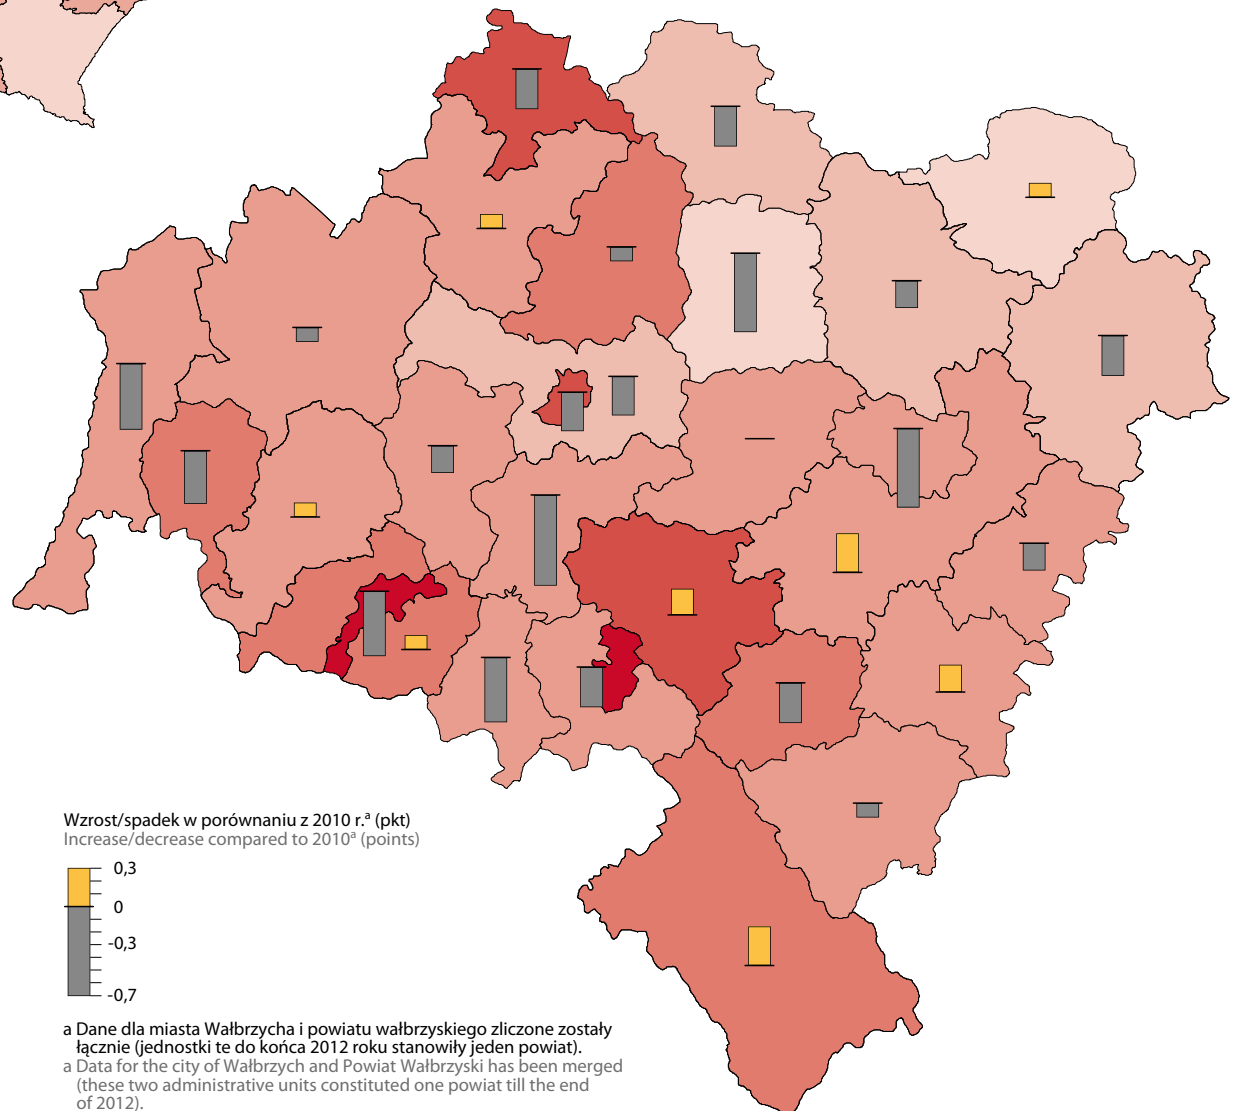 Wzrost/spadek w porównaniu z 2010 r.ª (pkt)
Increase/decrease compared to 2010ª (points)
0,3
0
-0,3
-0,7
a Dane dla miasta Wałbrzycha i powiatu wałbrzyskiego zliczone zostały
łącznie (jednostki te do końca 2012 roku stanowiły jeden powiat).
a Data for the city of Wałbrzych and Powiat Wałbrzyski has been merged
(these two administrative units constituted one powiat till the end
of 2012).